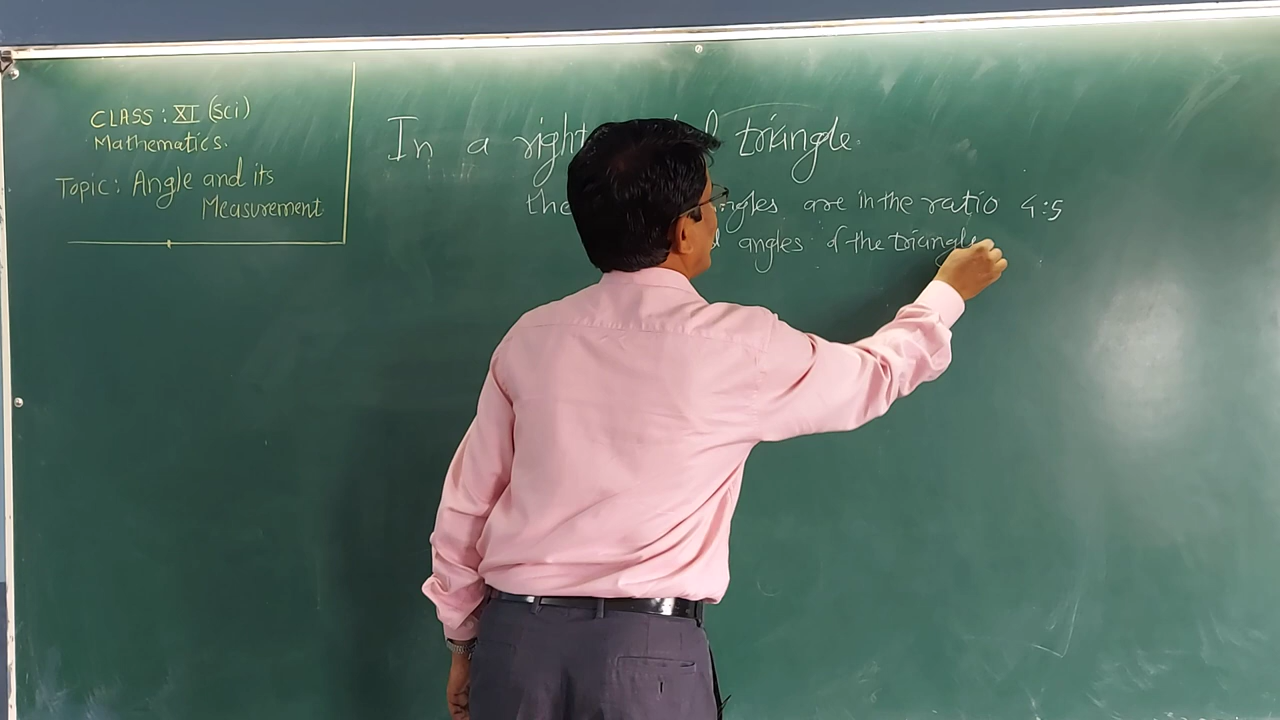 CLASS: XI (Sci)
Mathematics.
Topic: Angle and its
Measurement
In a right triangle.
the angles are in the ratio 4:5
angles of the triangle